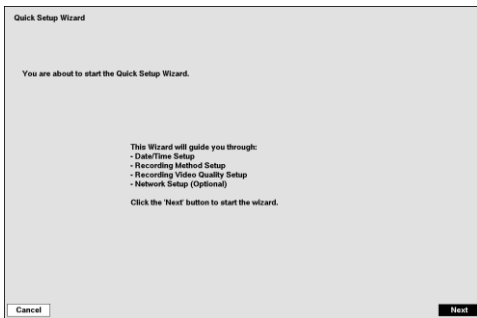 Quick Setup Wizard
You are about to start the Quick Setup Wizard.
This Wizard will guide you through:
- Date/Time Setup
- Recording Method Setup
- Recording Video Quality Setup
- Network Setup (Optional)
Click the 'Next' button to start the wizard.
Cancel
Next